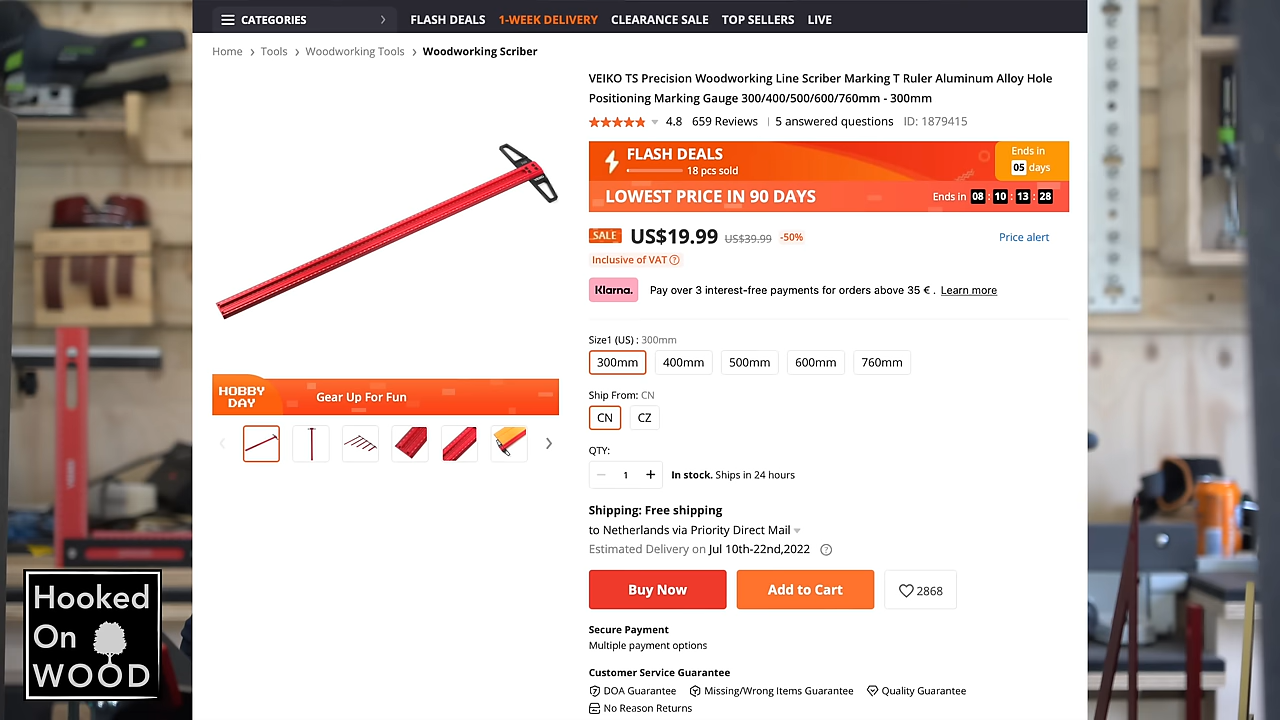 CATEGORIES
FLASH DEALS 1-WEEK DELIVERY CLEARANCE SALE TOP SELLERS LIVE
Home > Tools > Woodworking Tools > Woodworking Scriber
VEIKO TS Precision Woodworking Line Scriber Marking T Ruler Aluminum Alloy Hole
Positioning Marking Gauge 300/400/500/600/760mm - 300mm
4.8 659 Reviews | 5 answered questions ID: 1879415
FLASH DEALS
18 pcs sold
Ends in
05 days
LOWEST PRICE IN 90 DAYS
Ends in 08 : 10 : 13 : 28
SALE US$19.99 US$39.99 -50%
Price alert
Inclusive of VAT ?
Klarna. Pay over 3 interest-free payments for orders above 35 € . Learn more
Size1 (US) : 300mm
300mm 400mm 500mm 600mm 760mm
HOBBY
DAY
Gear Up For Fun
Ship From: CN
CN CZ
QTY:
1 + In stock. Ships in 24 hours
Shipping: Free shipping
to Netherlands via Priority Direct Mail
Estimated Delivery on Jul 10th-22nd,2022 ?
Buy Now Add to Cart 2868
Secure Payment
Multiple payment options
Customer Service Guarantee
DOA Guarantee Missing/Wrong Items Guarantee Quality Guarantee
No Reason Returns
Hooked
On
WOOD